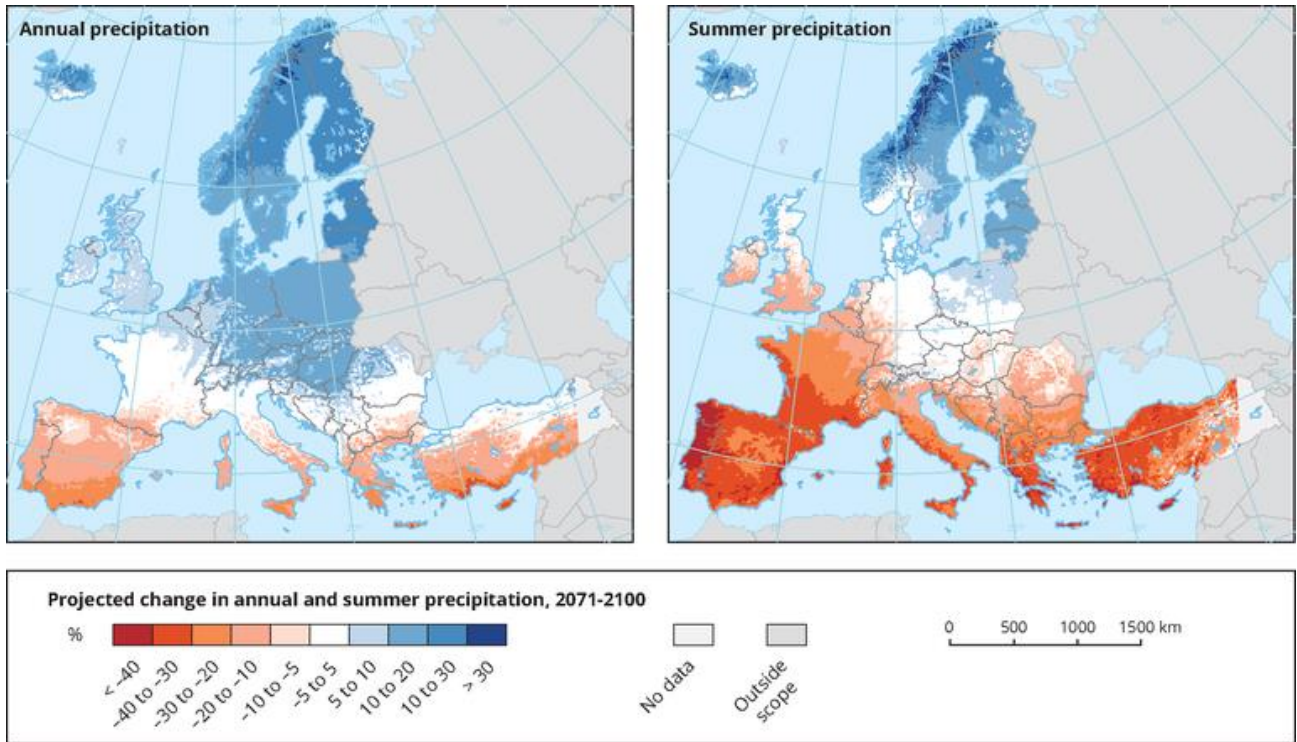 Annual precipitation
Summer precipitation
Projected change in annual and summer precipitation, 2071-2100
%
< -40
-40 to -30
-30 to -20
-20 to -10
-10 to -5
-5 to 5
5 to 10
10 to 20
10 to 30
> 30
No data
Outside
scope
0 500 1000 1500 km